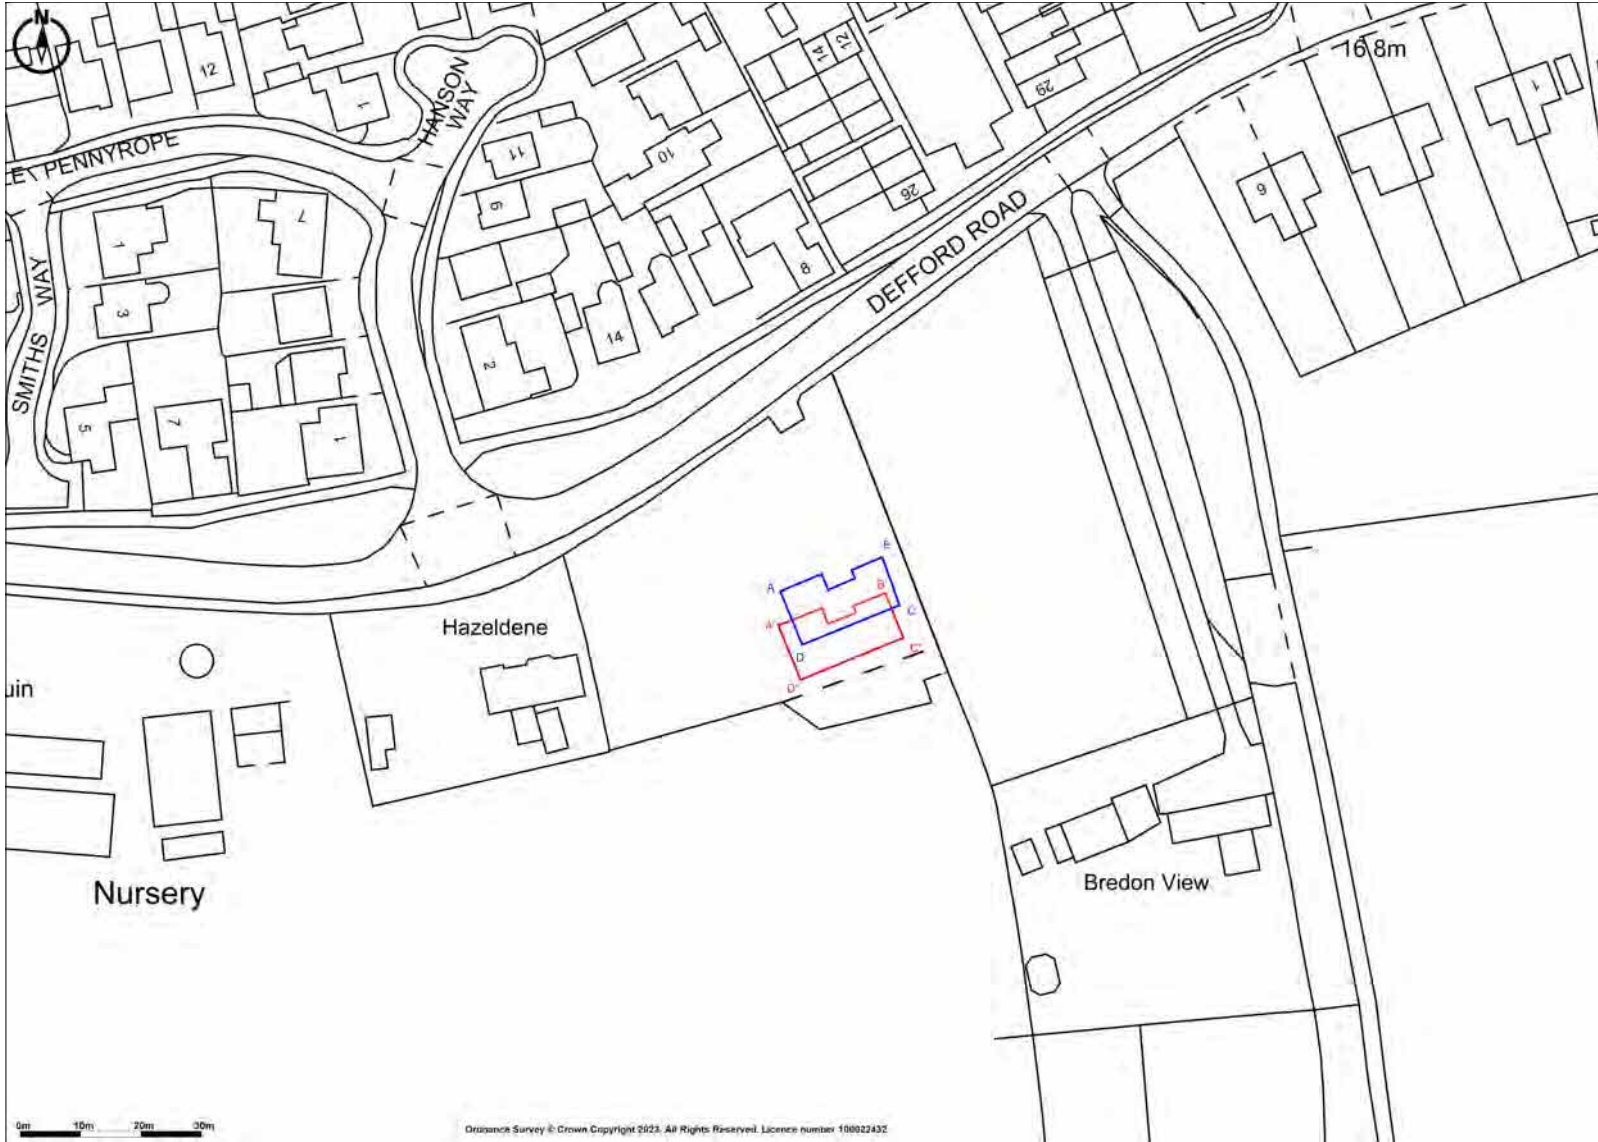 N
16.8m
12
14
12
1
29
1
HANSON
WAY
PENNYROPE
11
10
26
9
9
7
1
DEFFORD ROAD
8
SMITHS WAY
3
14
2
5
7
1
A
B
B
C
A
C
D
D
Hazeldene
uin
Nursery
Bredon View
0m 10m 20m 30m
Ordnance Survey © Crown Copyright 2023. All Rights Reserved. Licence number 100022432